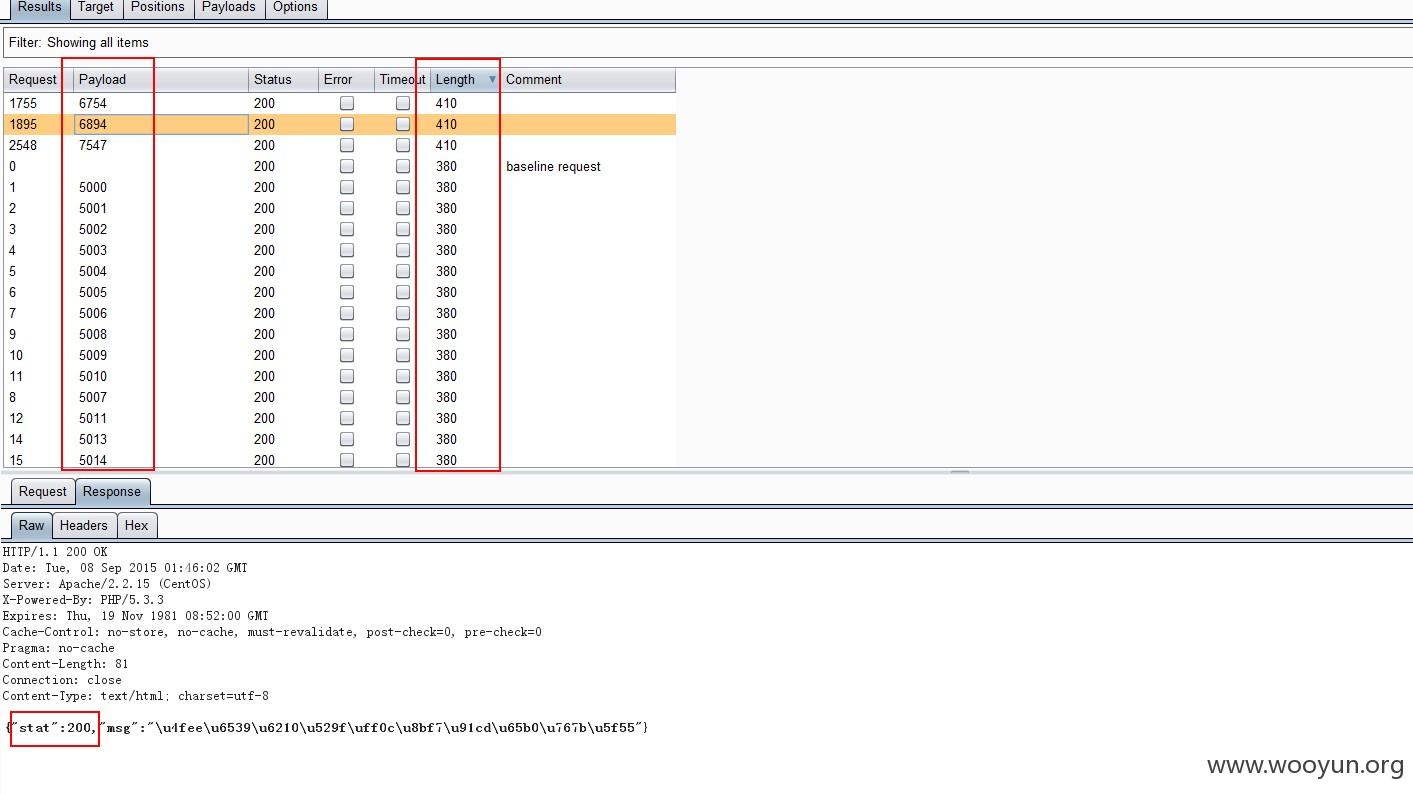 Results Target Positions Payloads Options
Filter: Showing all items
Request Payload Status Error Timeout Length Comment
1755 6754 200 410
1895 6894 200 410
2548 7547 200 410
0 200 380 baseline request
1 5000 200 380
2 5001 200 380
3 5002 200 380
4 5003 200 380
5 5004 200 380
6 5005 200 380
7 5006 200 380
9 5008 200 380
10 5009 200 380
11 5010 200 380
8 5007 200 380
12 5011 200 380
14 5013 200 380
15 5014 200 380
Request Response
Raw Headers Hex
HTTP/1.1 200 OK
Date: Tue, 08 Sep 2015 01:46:02 GMT
Server: Apache/2.2.15 (CentOS)
X-Powered-By: PHP/5.3.3
Expires: Thu, 19 Nov 1981 08:52:00 GMT
Cache-Control: no-store, no-cache, must-revalidate, post-check=0, pre-check=0
Pragma: no-cache
Content-Length: 81
Connection: close
Content-Type: text/html; charset=utf-8
{"stat":200,"msg":"\u4fee\u6539\u6210\u529f\uff0c\u8bf7\u91cd\u65b0\u767b\u5f55"}
www.wooyun.org